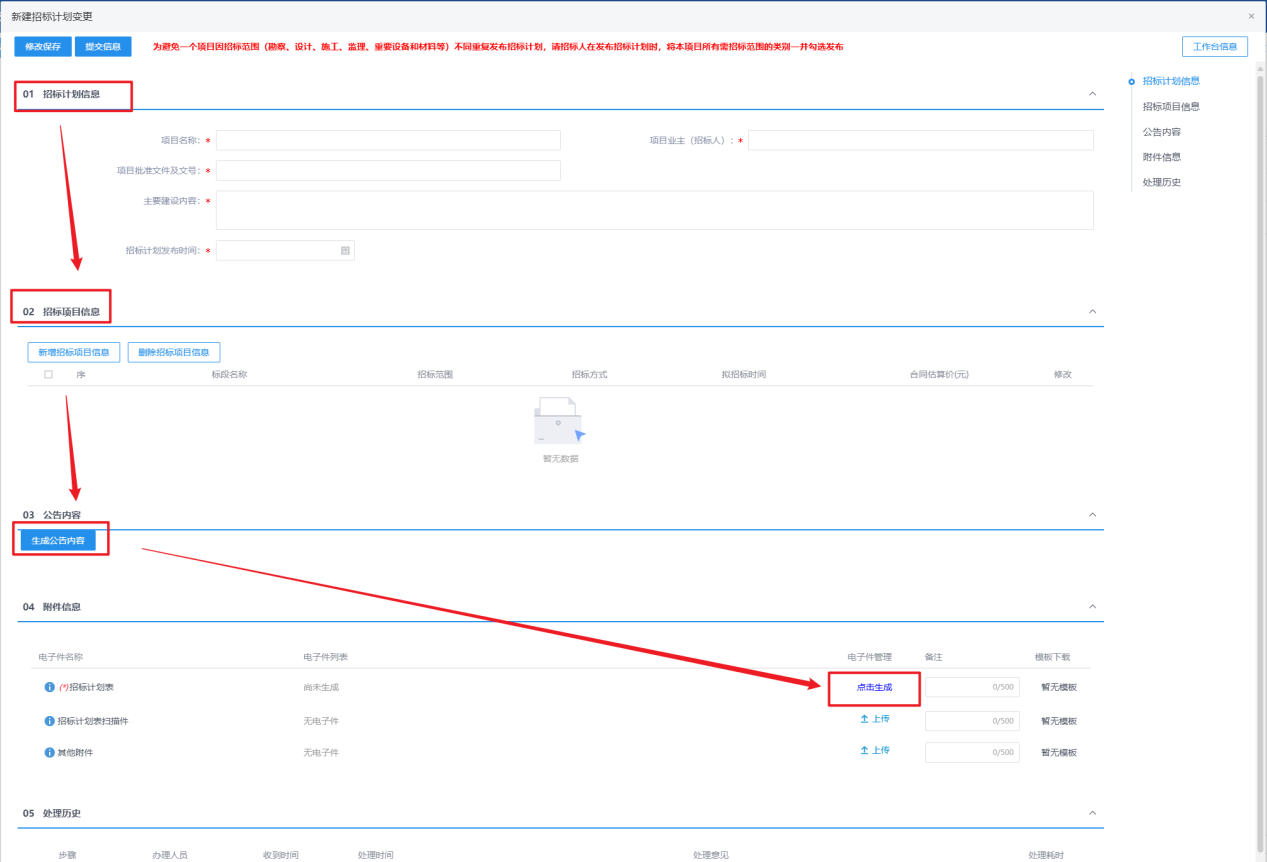 新建招标计划变更 ×
修改保存 提交信息 为避免一个项目因招标范围（勘察、设计、施工、监理、重要设备和材料等）不同重复发布招标计划，请招标人在发布招标计划时，将本项目所有需招标范围的类别一并勾选发布 工作台信息
招标计划信息
招标项目信息
公告内容
附件信息
处理历史
01 招标计划信息
项目名称：* 项目业主（招标人）：*
项目批准文件及文号：*
主要建设内容：*
招标计划发布时间：*
02 招标项目信息
新增招标项目信息 删除招标项目信息
序 标段名称 招标范围 招标方式 拟招标时间 合同估算价(元) 修改
暂无数据
03 公告内容
生成公告内容
04 附件信息
电子件名称 电子件列表 电子件管理 备注 模板下载
(*)招标计划表 尚未生成 点击生成 0/500 暂无模板
招标计划表扫描件 无电子件 上传 0/500 暂无模板
其他附件 无电子件 上传 0/500 暂无模板
05 处理历史
步骤 办理人员 收到时间 处理时间 处理意见 处理耗时